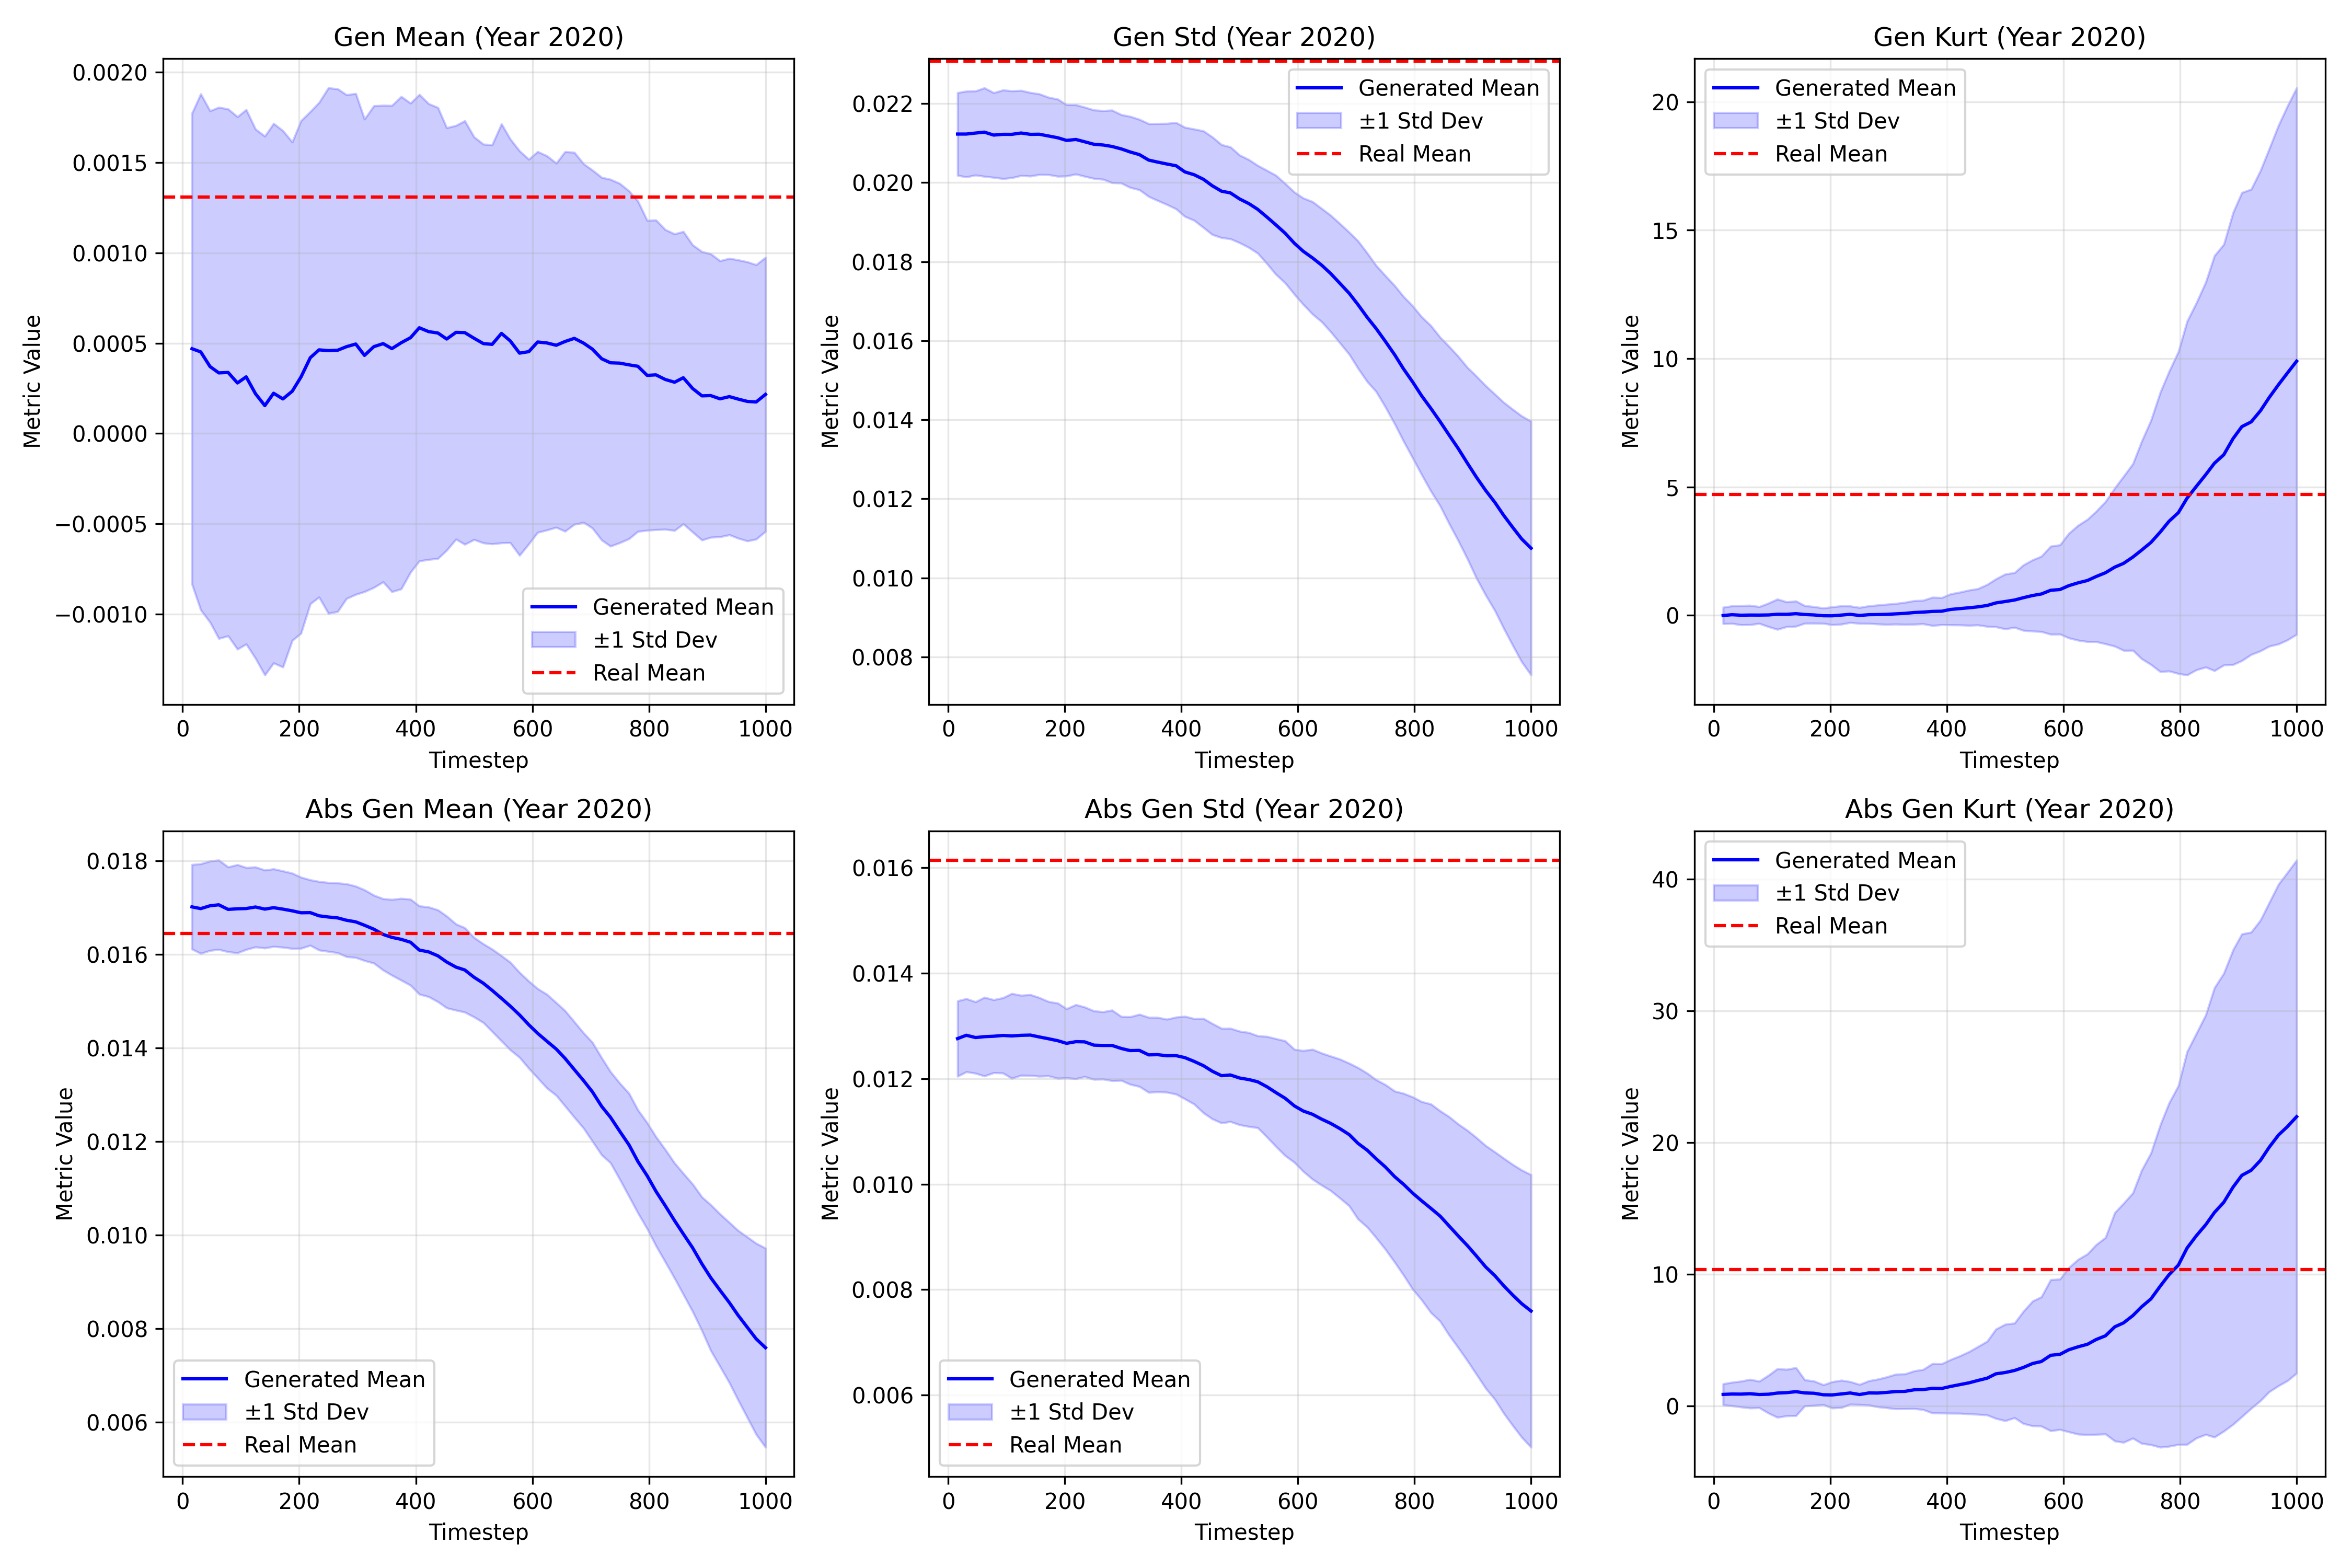 Gen Mean (Year 2020)
0.0020
0.0015
0.0010
0.0005
0.0000
−0.0005
−0.0010
Metric Value
Generated Mean
±1 Std Dev
Real Mean
0 200 400 600 800 1000
Timestep
Gen Std (Year 2020)
0.022
0.020
0.018
0.016
0.014
0.012
0.010
0.008
Metric Value
Generated Mean
±1 Std Dev
Real Mean
0 200 400 600 800 1000
Timestep
Gen Kurt (Year 2020)
20
15
10
5
0
Metric Value
Generated Mean
±1 Std Dev
Real Mean
0 200 400 600 800 1000
Timestep
Abs Gen Mean (Year 2020)
0.018
0.016
0.014
0.012
0.010
0.008
0.006
Metric Value
Generated Mean
±1 Std Dev
Real Mean
0 200 400 600 800 1000
Timestep
Abs Gen Std (Year 2020)
0.016
0.014
0.012
0.010
0.008
0.006
Metric Value
Generated Mean
±1 Std Dev
Real Mean
0 200 400 600 800 1000
Timestep
Abs Gen Kurt (Year 2020)
40
30
20
10
0
Metric Value
Generated Mean
±1 Std Dev
Real Mean
0 200 400 600 800 1000
Timestep